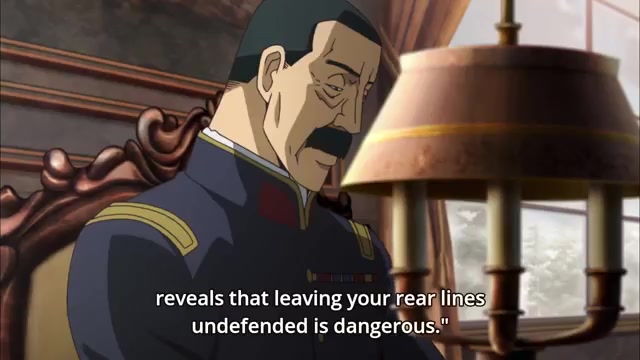 reveals that leaving your rear lines
undefended is dangerous."